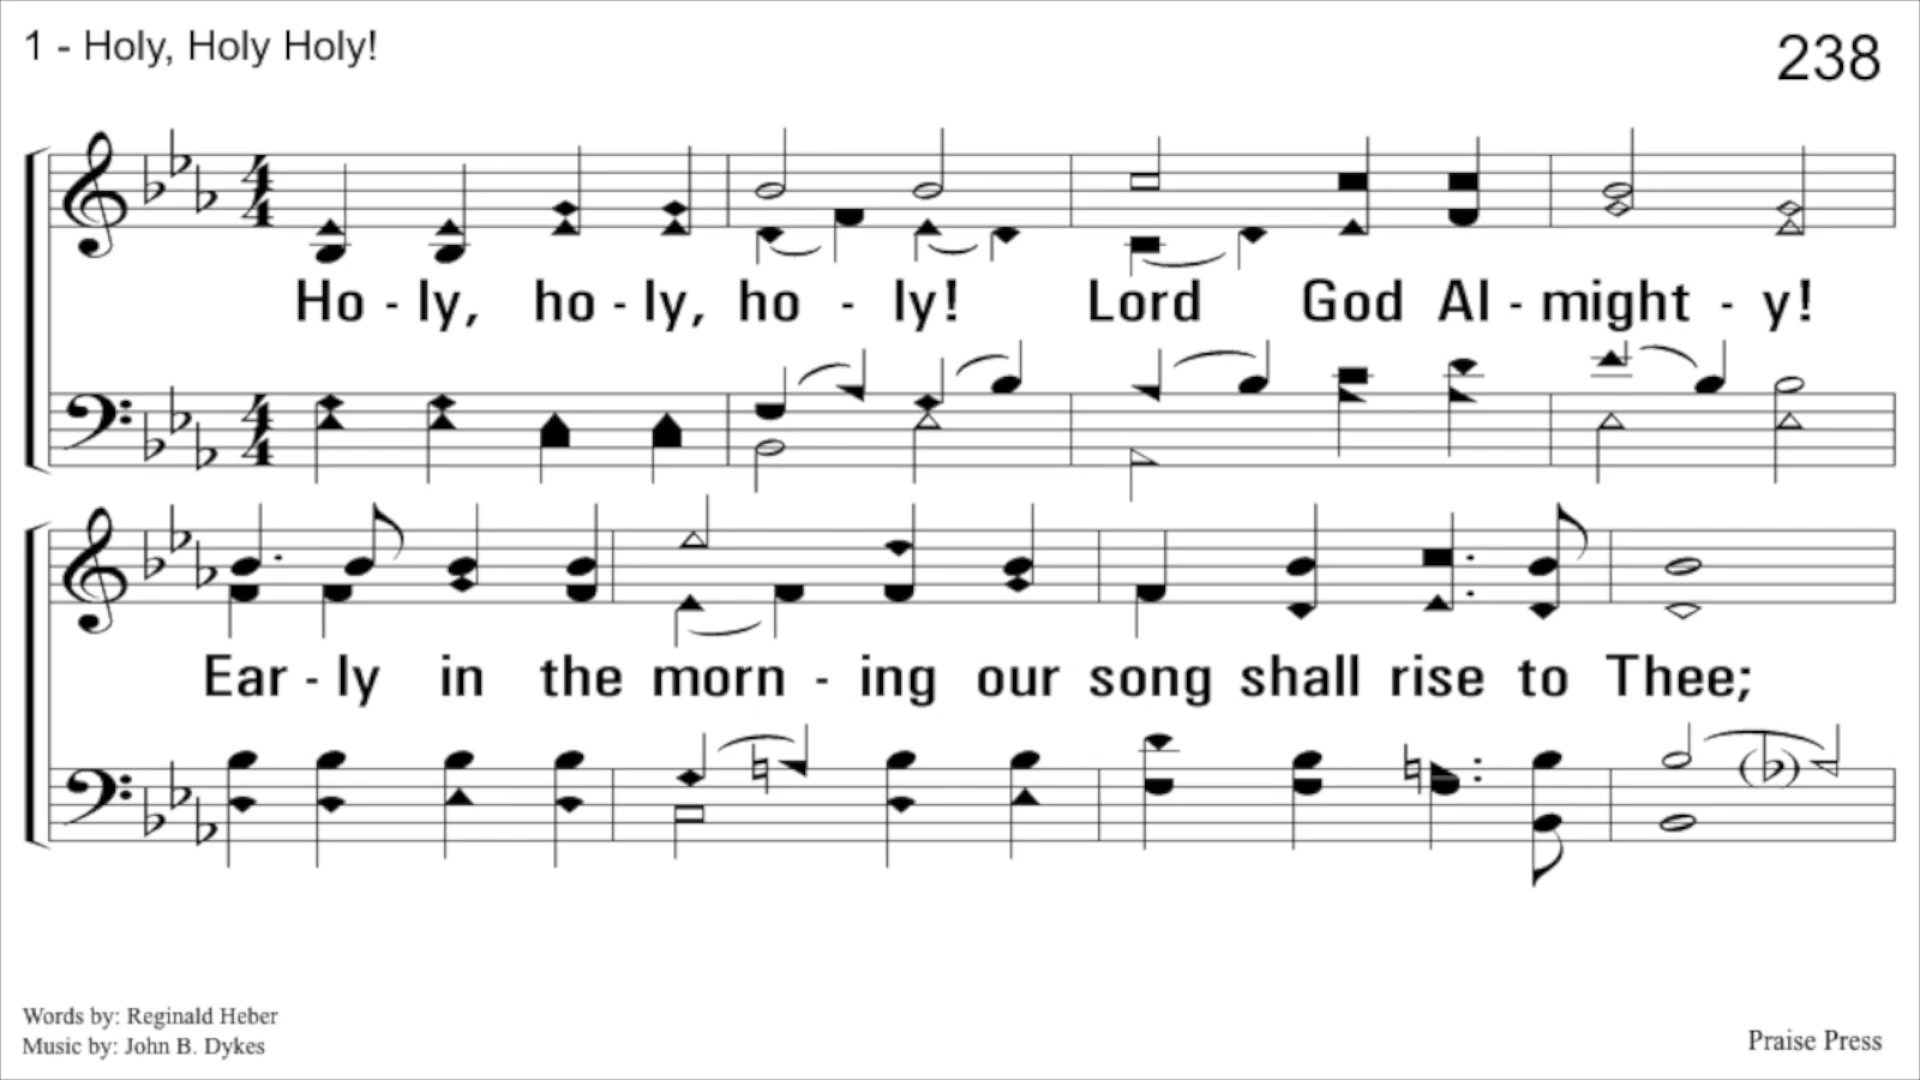 1 - Holy, Holy Holy!
238
Ho - ly, ho - ly, ho - ly! Lord God Al - might - y!
Ear - ly in the morn - ing our song shall rise to Thee;
Words by: Reginald Heber
Music by: John B. Dykes
Praise Press